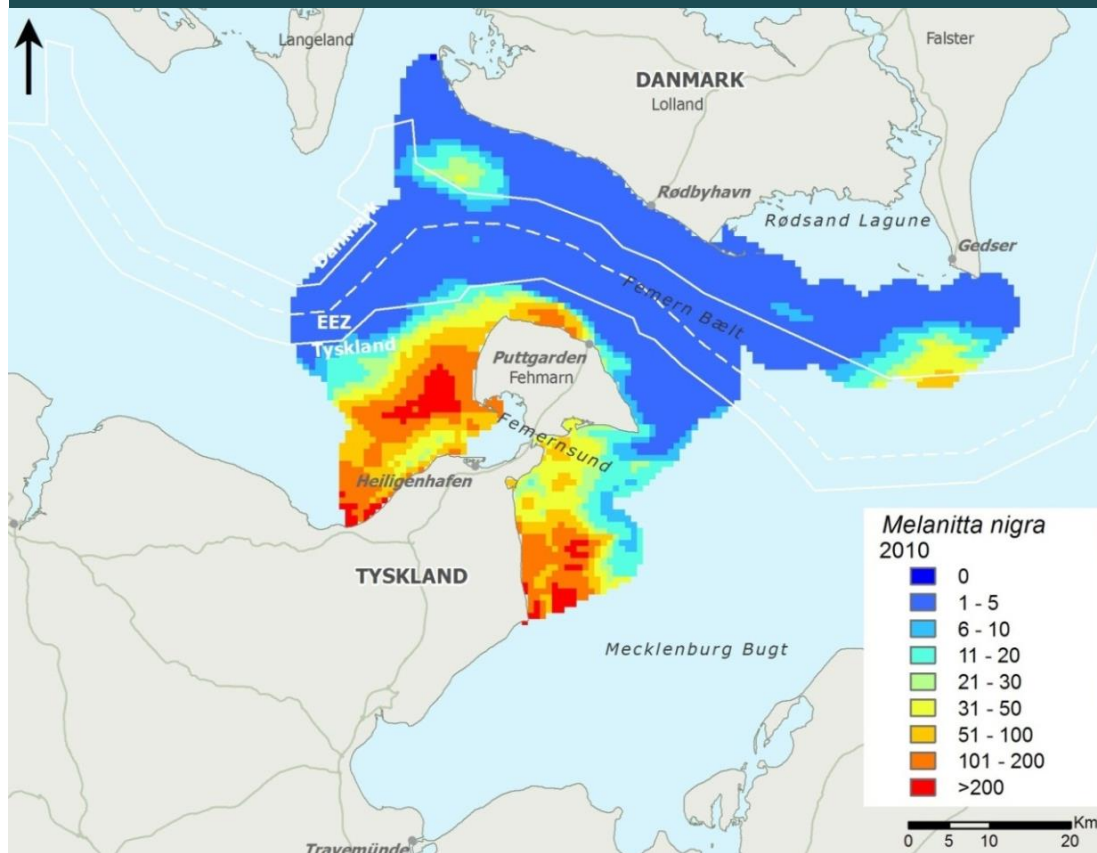 Langeland
Falster
DANMARK
Lolland
Rødbyhavn
Rødsand Lagune
Gedser
Danmark
Femern Bælt
EEZ
Tyskland
Puttgarden
Fehmarn
Femernsund
Heiligenhafen
TYSKLAND
Mecklenburg Bugt
Travemünde
Melanitta nigra
2010
0
1 - 5
6 - 10
11 - 20
21 - 30
31 - 50
51 - 100
101 - 200
>200
Km
0 5 10 20